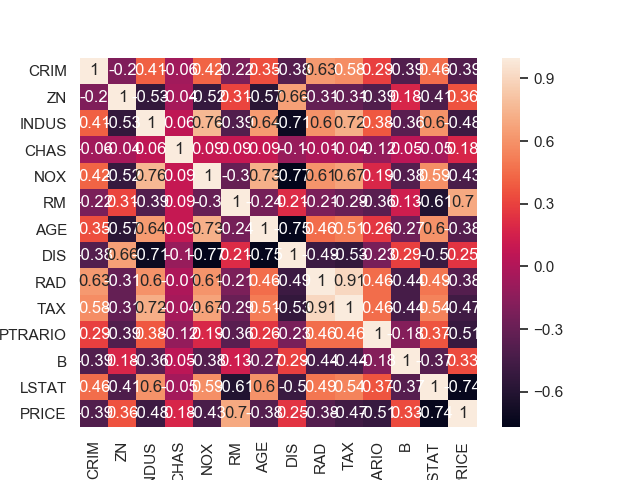 CRIM 1 -0.2 0.41 -0.06 0.42 -0.22 0.35 -0.38 0.63 0.58 0.29 -0.39 0.46 -0.39
ZN -0.2 1 -0.53 -0.04 -0.52 0.31 -0.57 0.66 -0.31 -0.31 -0.39 0.18 -0.41 0.36
INDUS 0.41 -0.53 1 0.06 0.76 -0.39 0.64 -0.71 0.6 0.72 0.38 -0.36 0.6 -0.48
CHAS -0.06 -0.04 0.06 1 0.09 0.09 0.09 -0.1 -0.01 -0.04 -0.12 0.05 -0.05 0.18
NOX 0.42 -0.52 0.76 0.09 1 -0.3 0.73 -0.77 0.61 0.67 0.19 -0.38 0.59 -0.43
RM -0.22 0.31 -0.39 0.09 -0.3 1 -0.24 0.21 -0.21 -0.29 -0.36 0.13 -0.61 0.7
AGE 0.35 -0.57 0.64 0.09 0.73 -0.24 1 -0.75 0.46 0.51 0.26 -0.27 0.6 -0.38
DIS -0.38 0.66 -0.71 -0.1 -0.77 0.21 -0.75 1 -0.49 -0.53 -0.23 0.29 -0.5 0.25
RAD 0.63 -0.31 0.6 -0.01 0.61 -0.21 0.46 -0.49 1 0.91 0.46 -0.44 0.49 -0.38
TAX 0.58 -0.31 0.72 -0.04 0.67 -0.29 0.51 -0.53 0.91 1 0.46 -0.44 0.54 -0.47
PTRARIO 0.29 -0.39 0.38 -0.12 0.19 -0.36 0.26 -0.23 0.46 0.46 1 -0.18 0.37 -0.51
B -0.39 0.18 -0.36 0.05 -0.38 0.13 -0.27 0.29 -0.44 -0.44 -0.18 1 -0.37 0.33
LSTAT 0.46 -0.41 0.6 -0.05 0.59 -0.61 0.6 -0.5 0.49 0.54 0.37 -0.37 1 -0.74
PRICE -0.39 0.36 -0.48 0.18 -0.43 0.7 -0.38 0.25 -0.38 -0.47 -0.51 0.33 -0.74 1
CRIM ZN NDUS CHAS NOX RM AGE DIS RAD TAX ARIO B STAT RICE
0.9
0.6
0.3
0.0
−0.3
−0.6